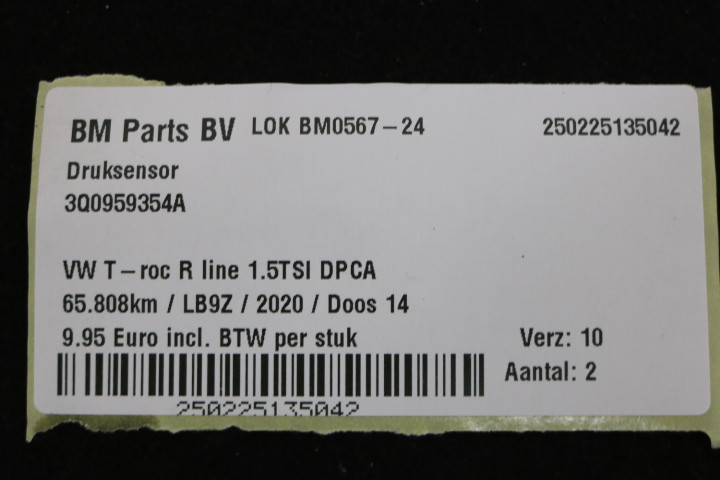 BM Parts BV LOK BM0567-24 250225135042
Druksensor
3Q0959354A
VW T-roc R line 1.5TSI DPCA
65.808km / LB9Z / 2020 / Doos 14
9.95 Euro incl. BTW per stuk Verz: 10
Aantal: 2
250225135042